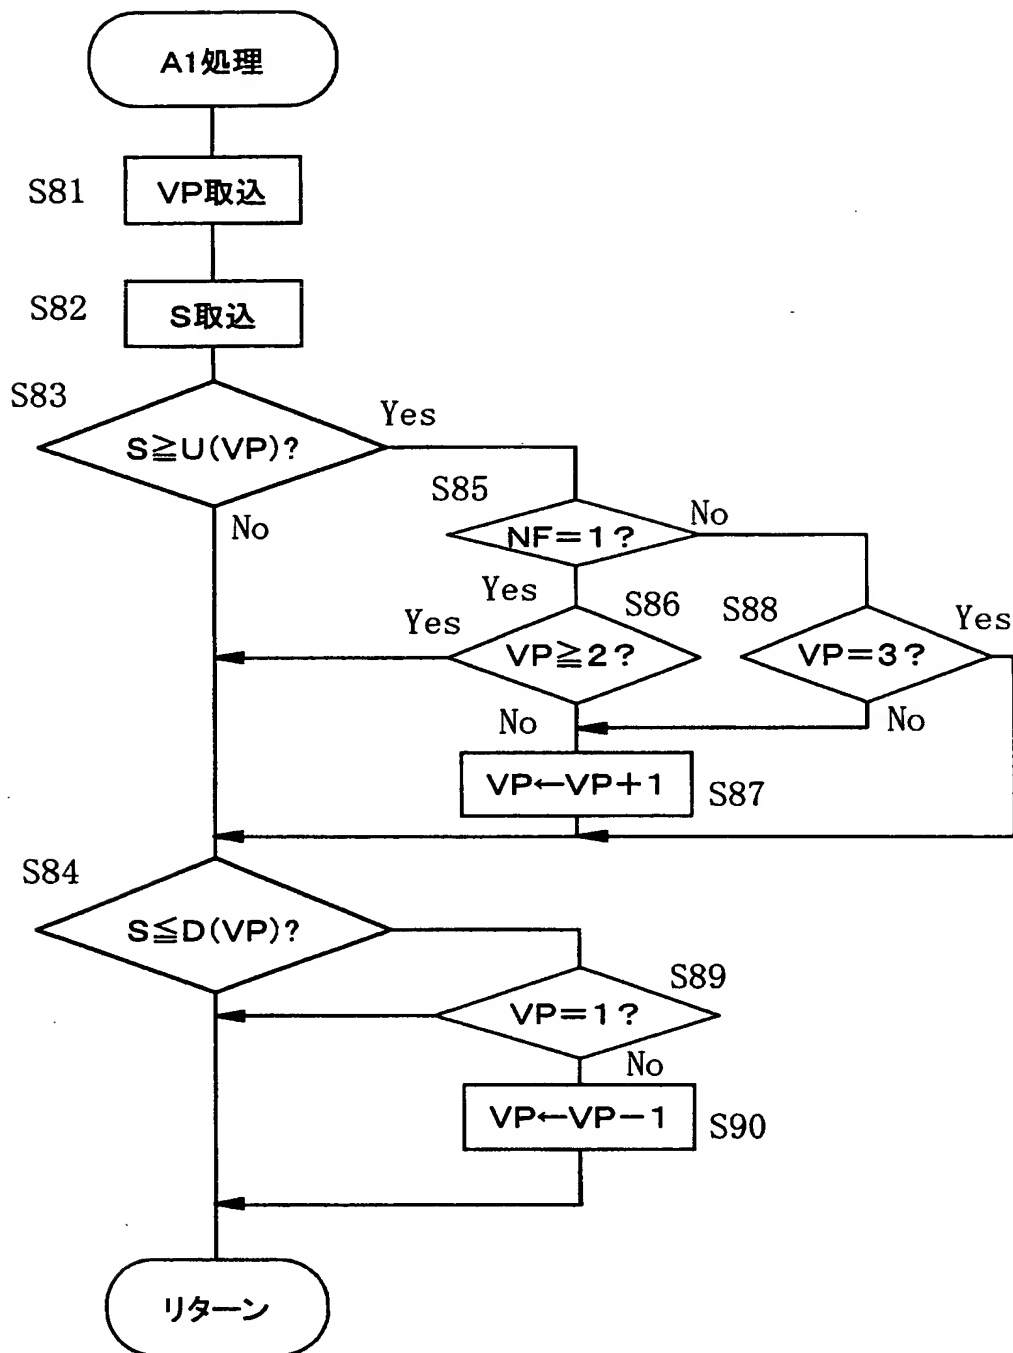 A1処理
S81
VP取込
S82
S取込
S83
S≧U(VP)?
Yes
No
S85
NF=1?
No
Yes
S86
VP≧2?
Yes
No
S88
VP=3?
Yes
No
VP←VP+1
S87
S84
S≦D(VP)?
S89
VP=1?
No
VP←VP-1
S90
リターン